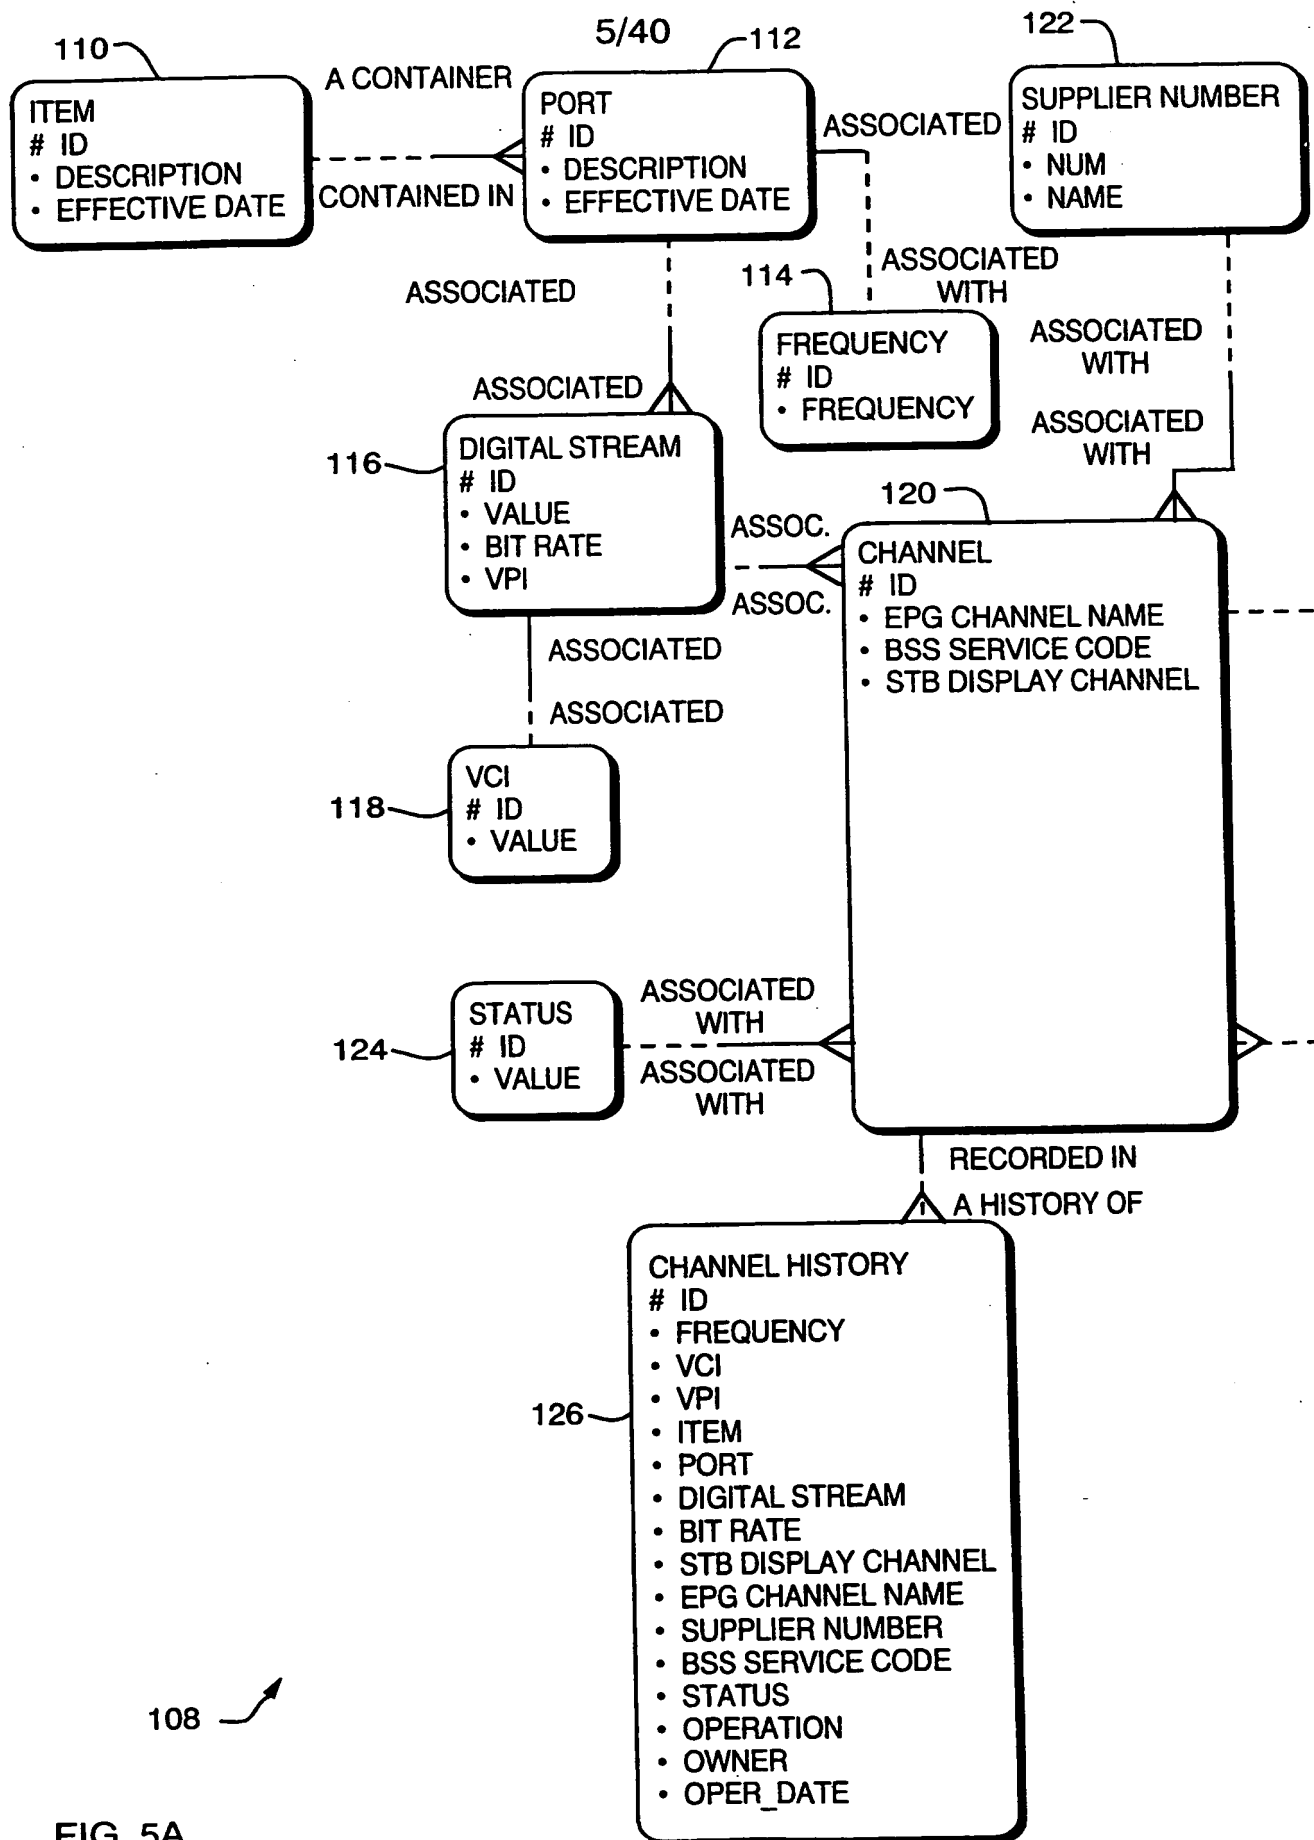 5/40
110
ITEM
# ID
• DESCRIPTION
• EFFECTIVE DATE
A CONTAINER
CONTAINED IN
112
PORT
# ID
• DESCRIPTION
• EFFECTIVE DATE
ASSOCIATED
ASSOCIATED
WITH
122
SUPPLIER NUMBER
# ID
• NUM
• NAME
ASSOCIATED
WITH
ASSOCIATED
WITH
114
FREQUENCY
# ID
• FREQUENCY
ASSOCIATED
ASSOCIATED
116
DIGITAL STREAM
# ID
• VALUE
• BIT RATE
• VPI
ASSOC.
ASSOC.
120
CHANNEL
# ID
• EPG CHANNEL NAME
• BSS SERVICE CODE
• STB DISPLAY CHANNEL
ASSOCIATED
ASSOCIATED
118
VCI
# ID
• VALUE
124
STATUS
# ID
• VALUE
ASSOCIATED
WITH
ASSOCIATED
WITH
RECORDED IN
A HISTORY OF
126
CHANNEL HISTORY
# ID
• FREQUENCY
• VCI
• VPI
• ITEM
• PORT
• DIGITAL STREAM
• BIT RATE
• STB DISPLAY CHANNEL
• EPG CHANNEL NAME
• SUPPLIER NUMBER
• BSS SERVICE CODE
• STATUS
• OPERATION
• OWNER
• OPER_DATE
108
FIG. 5A